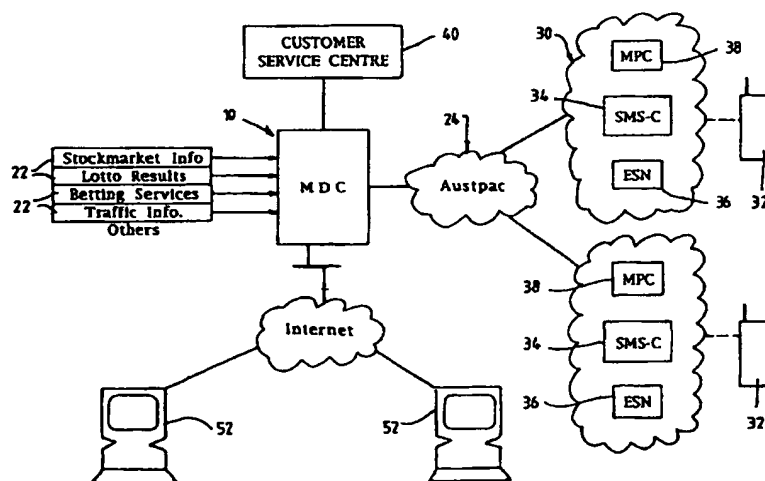 CUSTOMER
SERVICE CENTRE
40
30
MPC
38
34
SMS-C
10
24
22
Stockmarket Info
Lotto Results
22
Betting Services
Traffic Info.
Others
MDC
Austpac
ESN
36
32
MPC
38
Internet
34
SMS-C
52
52
36
ESN
32